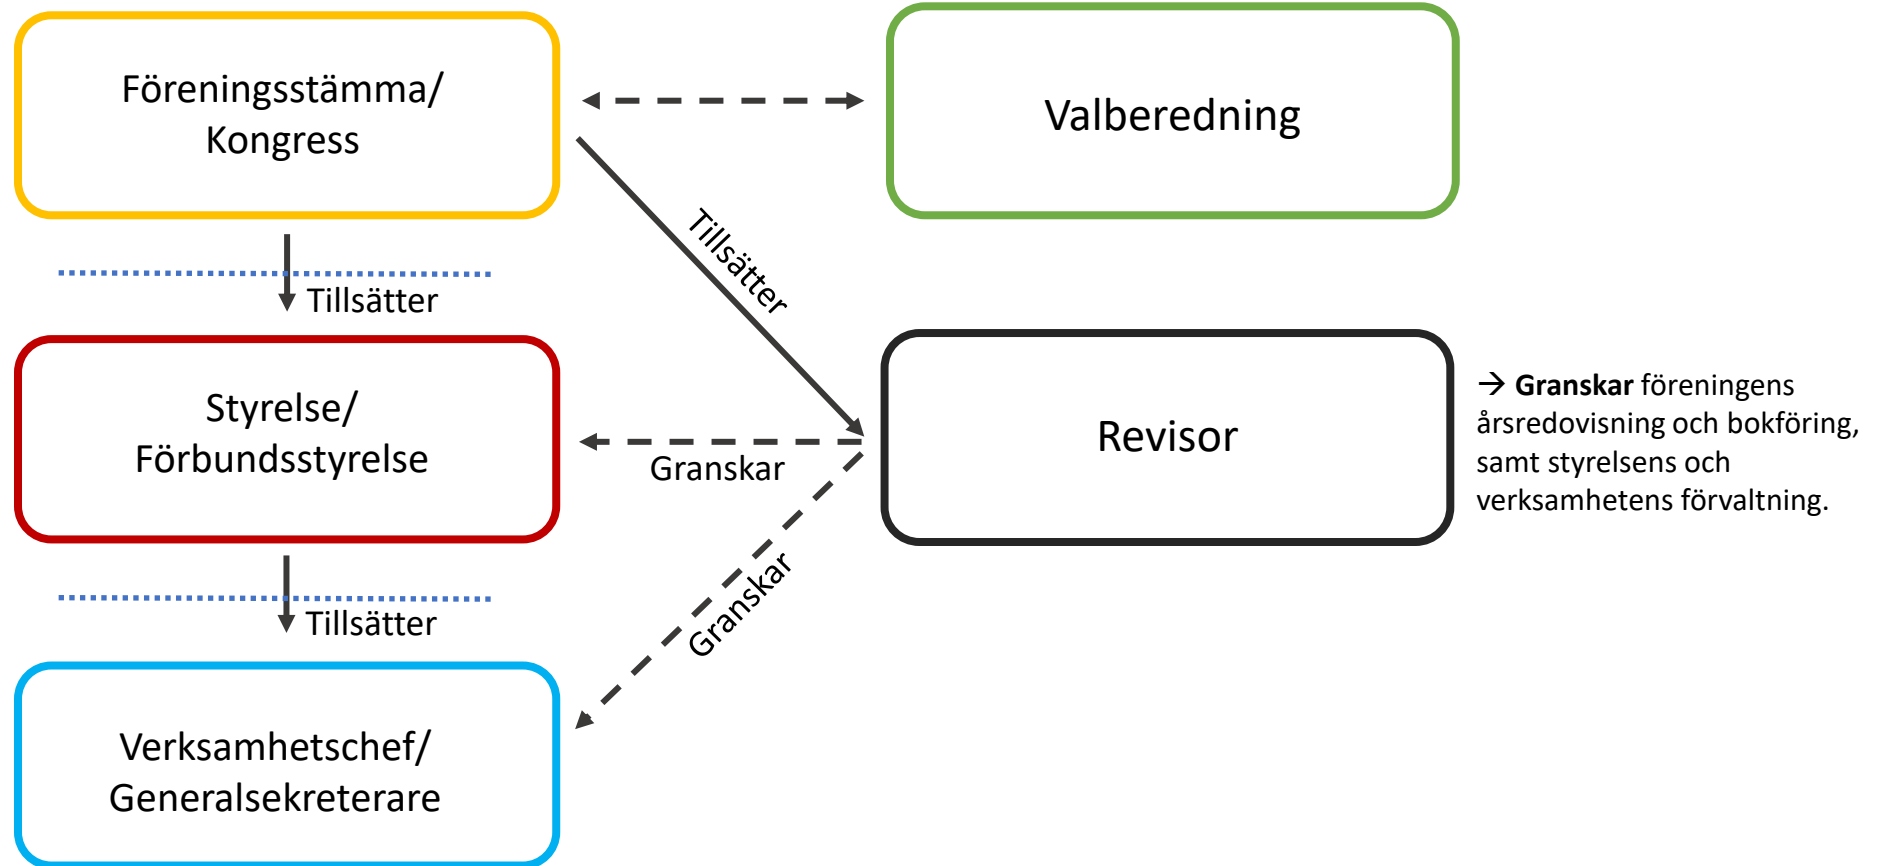 Föreningsstämma/
Kongress
Valberedning
Tillsätter
Tillsätter
Styrelse/
Förbundsstyrelse
Granskar
Revisor
→ Granskar föreningens
årsredovisning och bokföring,
samt styrelsens och
verksamhetens förvaltning.
Tillsätter
Granskar
Verksamhetschef/
Generalsekreterare